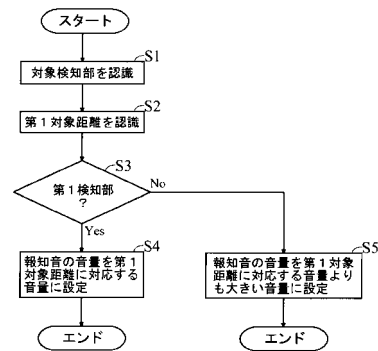 スタート
S1
対象検知部を認識
S2
第1対象距離を認識
S3
第1検知部
?
No
Yes
S4
報知音の音量を第1
対象距離に対応する
音量に設定
S5
報知音の音量を第1対象
距離に対応する音量より
も大きい音量に設定
エンド
エンド